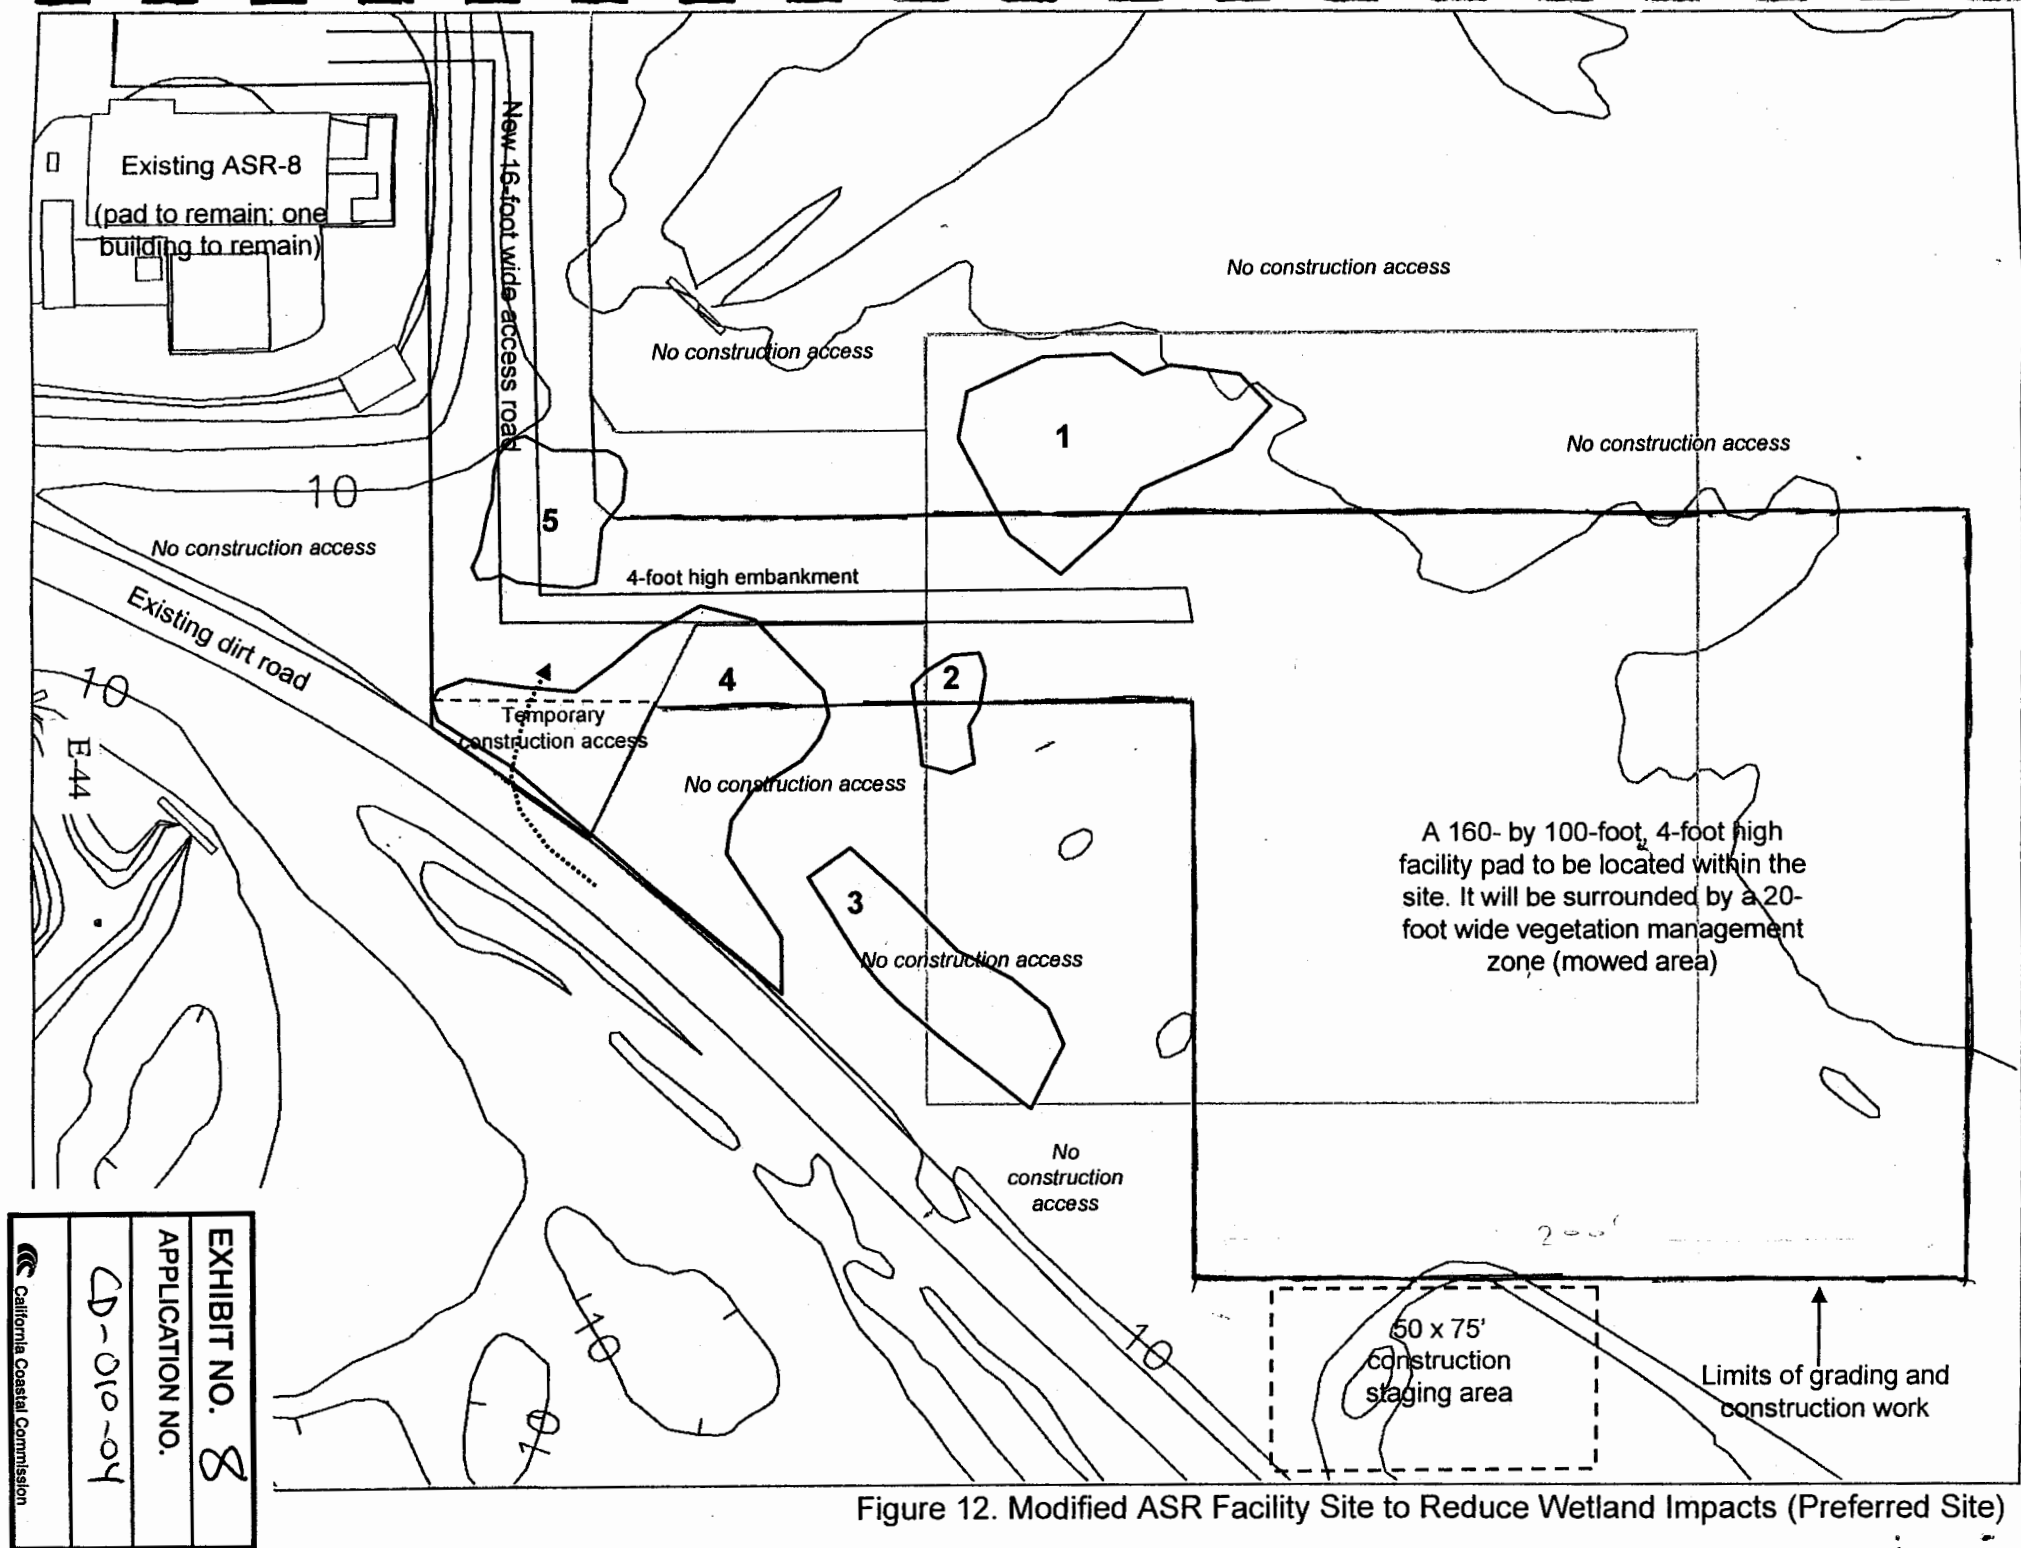 Existing ASR-8
(pad to remain; one
building to remain)
New 16-foot wide access road
No construction access
No construction access
No construction access
1
10
5
No construction access
4-foot high embankment
Existing dirt road
10
4
2
Temporary
construction access
E-44
No construction access
A 160- by 100-foot, 4-foot high
facility pad to be located within the
site. It will be surrounded by a 20-
foot wide vegetation management
zone (mowed area)
3
No construction access
No
construction
access
200'
10
10
10
50 x 75'
construction
staging area
Limits of grading and
construction work
EXHIBIT NO. 8
APPLICATION NO.
CD-010-04
California Coastal Commission
Figure 12. Modified ASR Facility Site to Reduce Wetland Impacts (Preferred Site)